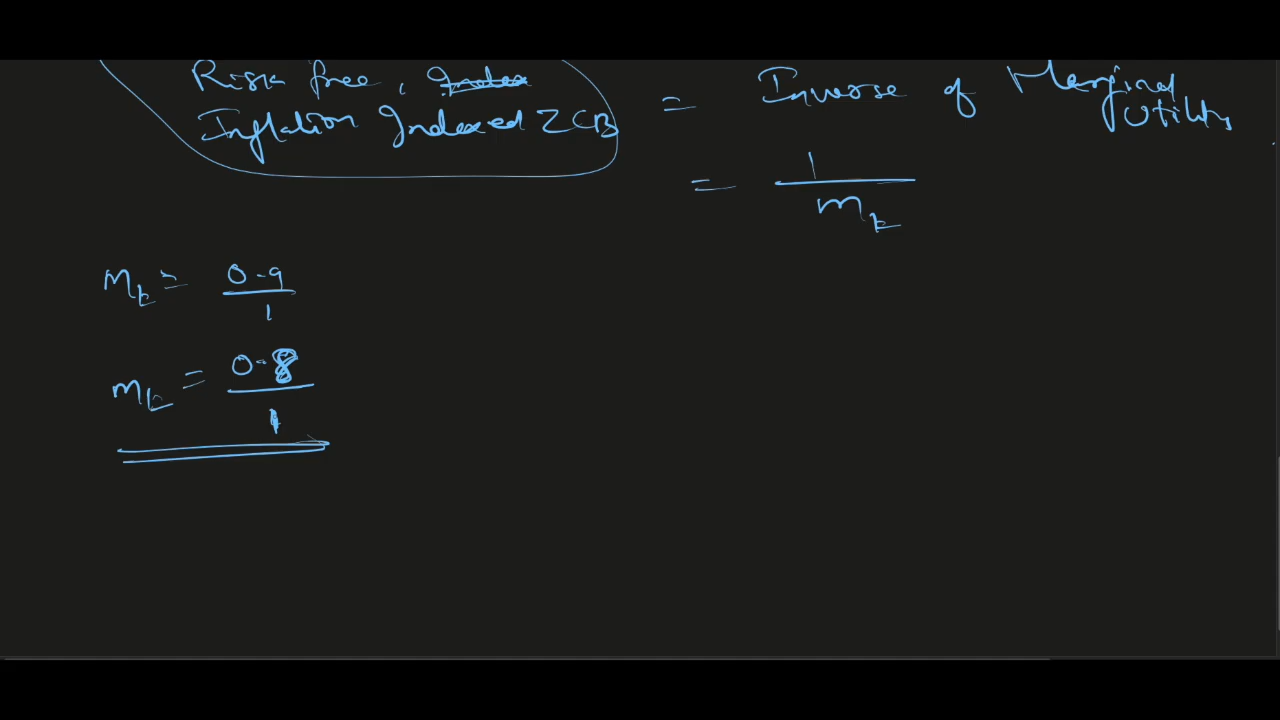 Risk free, Index
Inflation Indexed ZCB
= Inverse of Marginal Utility
= 1 / m_t
m_t = 0.9 / 1
m_t = 0.8 / 1